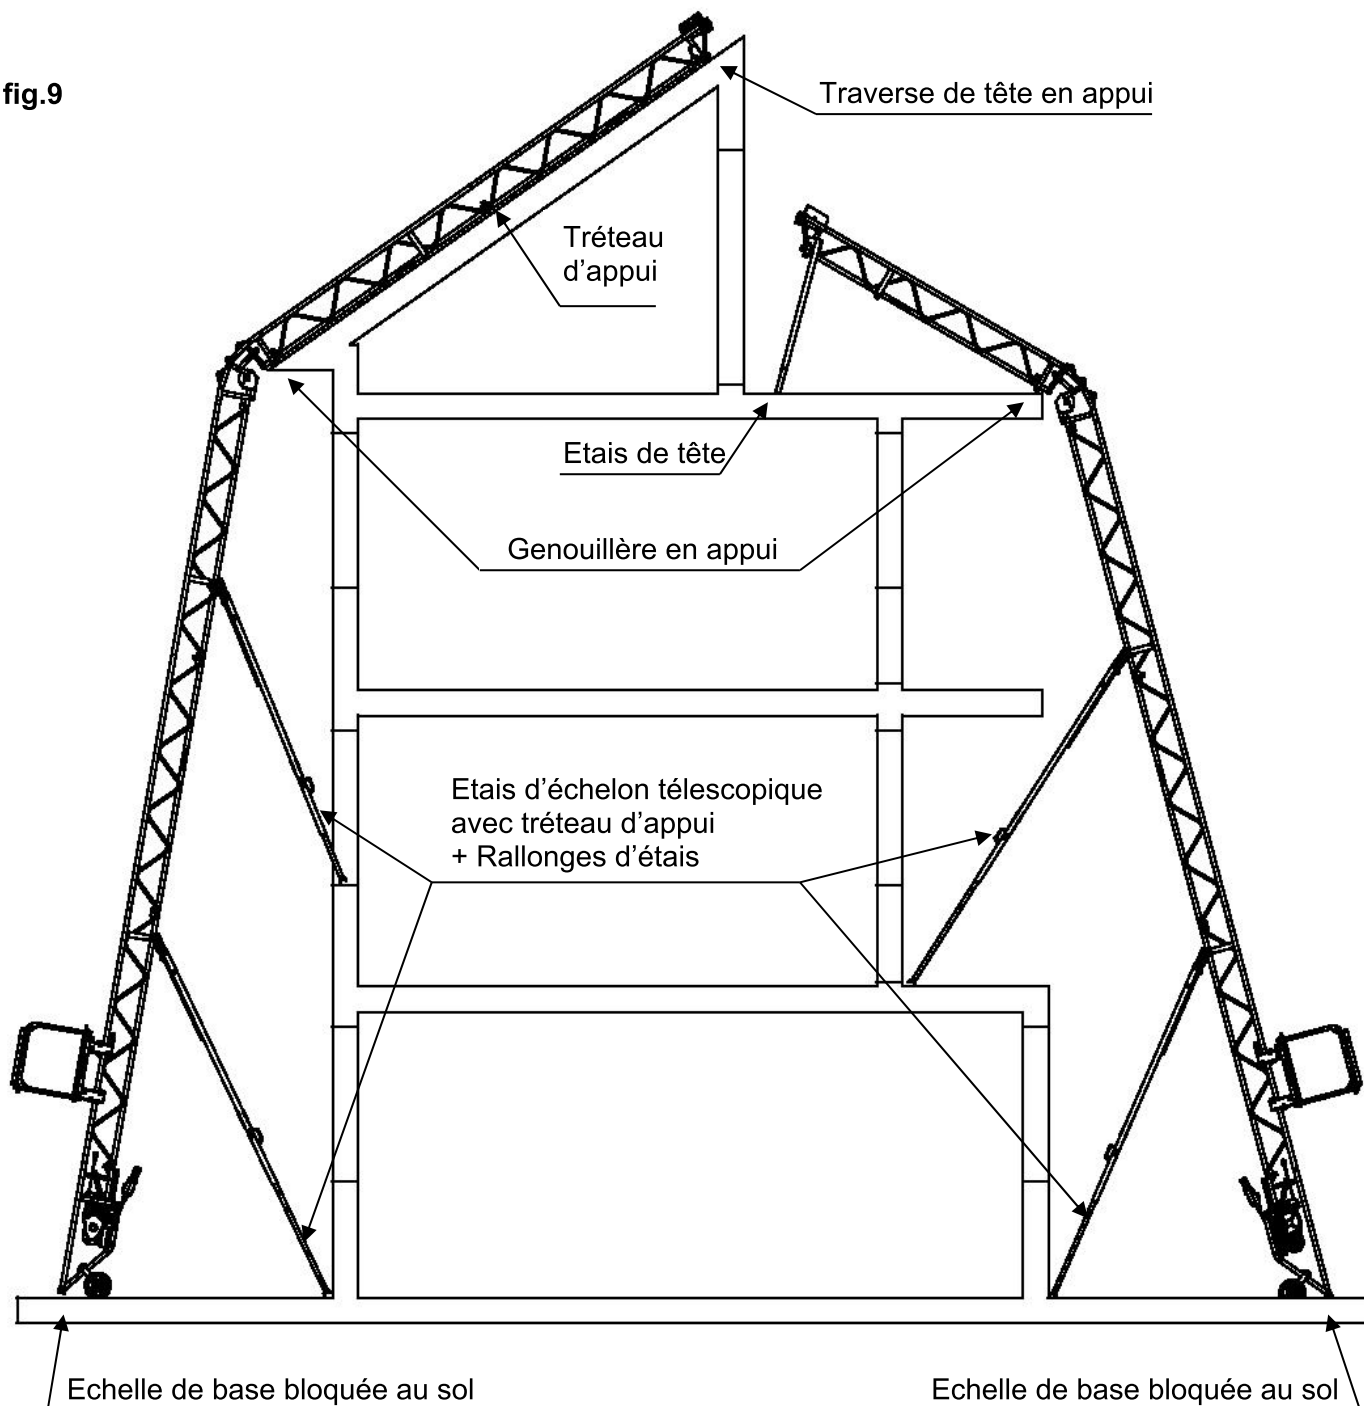 fig.9
Traverse de tête en appui
Tréteau
d’appui
Etais de tête
Genouillère en appui
Etais d’échelon télescopique
avec tréteau d’appui
+ Rallonges d’étais
Echelle de base bloquée au sol
Echelle de base bloquée au sol